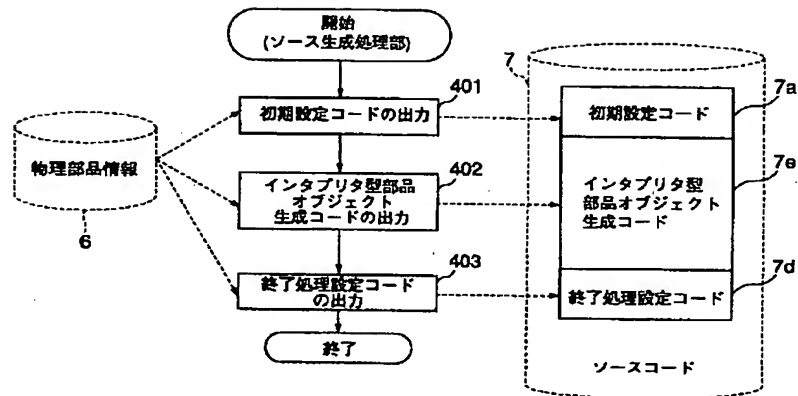 開始
(ソース生成処理部)
401
初期設定コードの出力
402
インタプリタ型部品
オブジェクト
生成コードの出力
403
終了処理設定コード
の出力
終了
物理部品情報
6
7
7a
初期設定コード
7e
インタプリタ型
部品オブジェクト
生成コード
7d
終了処理設定コード
ソースコード